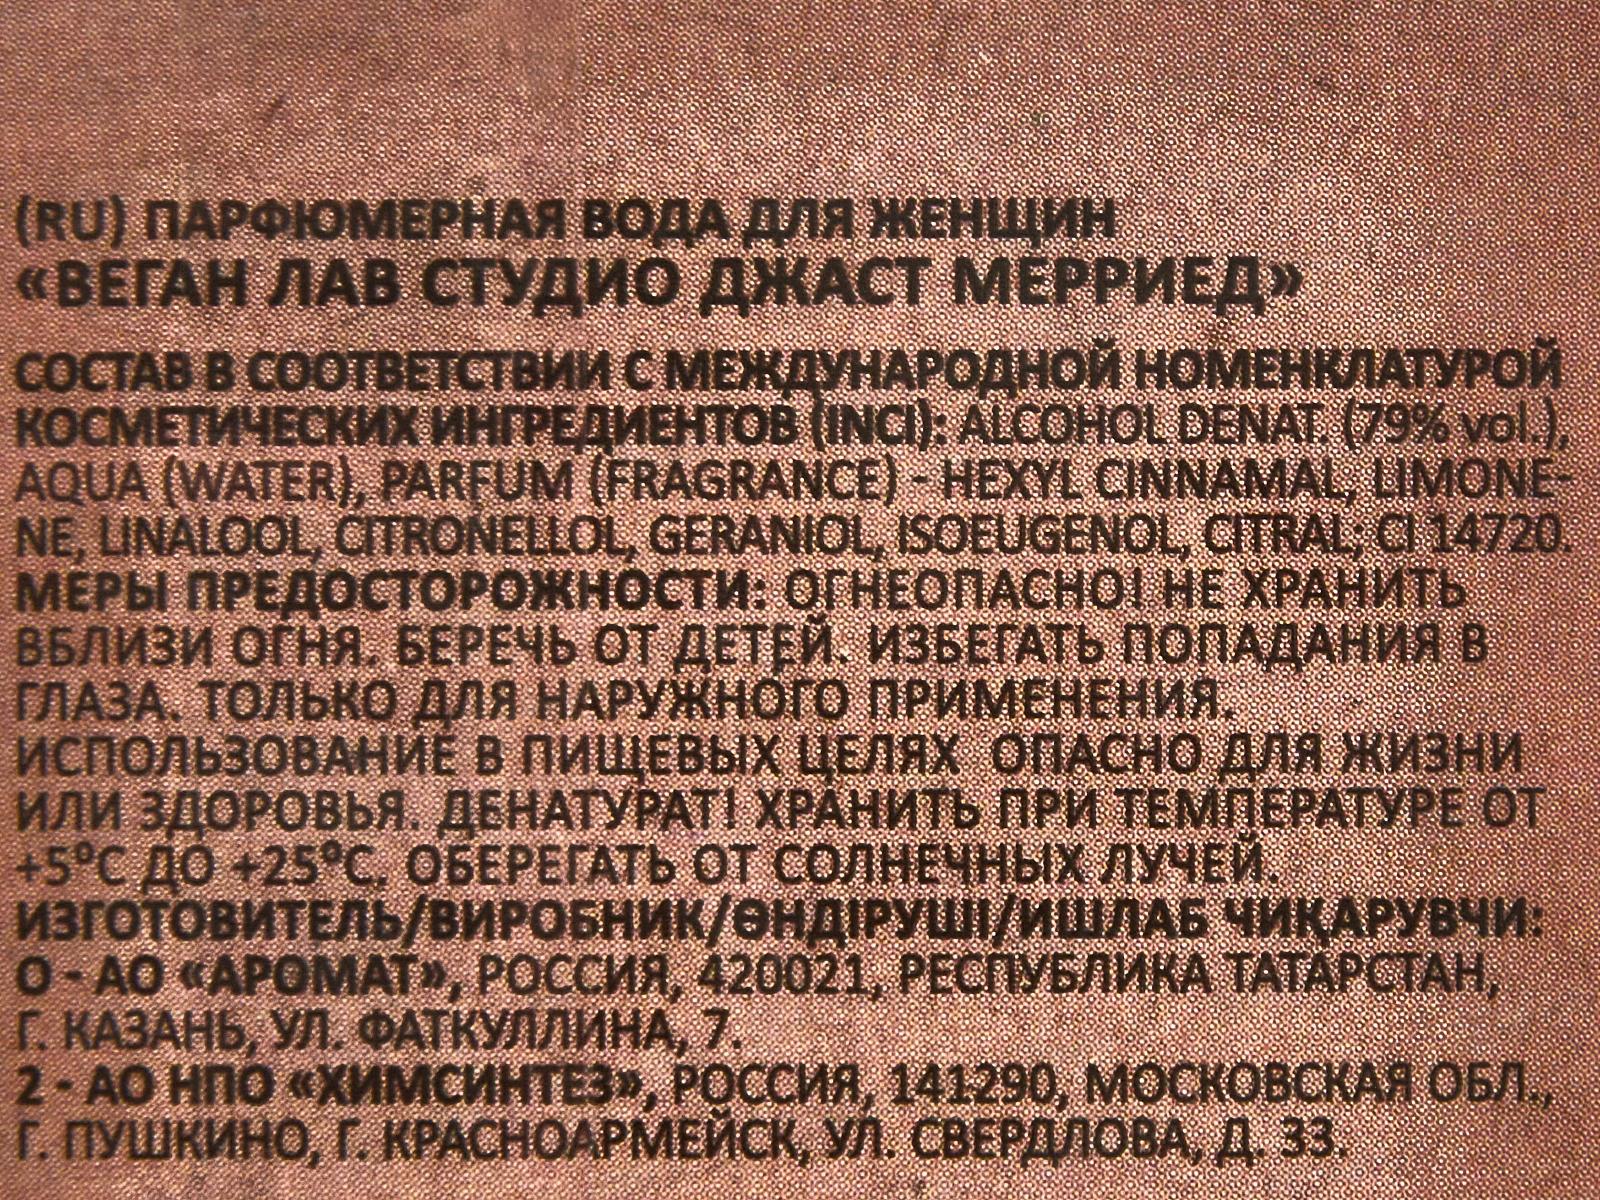 (RU) ПАРФЮМЕРНАЯ ВОДА ДЛЯ ЖЕНЩИН
«ВЕГАН ЛАВ СТУДИО ДЖАСТ МЕРРИЕД»
СОСТАВ В СООТВЕТСТВИИ С МЕЖДУНАРОДНОЙ НОМЕНКЛАТУРОЙ
КОСМЕТИЧЕСКИХ ИНГРЕДИЕНТОВ (INCI): ALCOHOL DENAT. (79% vol.),
AQUA (WATER), PARFUM (FRAGRANCE) - HEXYL CINNAMAL, LIMONE-
NE, LINALOOL, CITRONELLOL, GERANIOL, ISOEUGENOL, CITRAL; CI 14720.
МЕРЫ ПРЕДОСТОРОЖНОСТИ: ОГНЕОПАСНО! НЕ ХРАНИТЬ
ВБЛИЗИ ОГНЯ. БЕРЕЧЬ ОТ ДЕТЕЙ. ИЗБЕГАТЬ ПОПАДАНИЯ В
ГЛАЗА. ТОЛЬКО ДЛЯ НАРУЖНОГО ПРИМЕНЕНИЯ.
ИСПОЛЬЗОВАНИЕ В ПИЩЕВЫХ ЦЕЛЯХ ОПАСНО ДЛЯ ЖИЗНИ
ИЛИ ЗДОРОВЬЯ. ДЕНАТУРАТ! ХРАНИТЬ ПРИ ТЕМПЕРАТУРЕ ОТ
+5°С ДО +25°С. ОБЕРЕГАТЬ ОТ СОЛНЕЧНЫХ ЛУЧЕЙ.
ИЗГОТОВИТЕЛЬ/ВИРОБНИК/ӨНДІРУШІ/ИШЛАБ ЧИҚАРУВЧИ:
О - АО «АРОМАТ», РОССИЯ, 420021, РЕСПУБЛИКА ТАТАРСТАН,
Г. КАЗАНЬ, УЛ. ФАТКУЛЛИНА, 7.
2 - АО НПО «ХИМСИНТЕЗ», РОССИЯ, 141290, МОСКОВСКАЯ ОБЛ.,
Г. ПУШКИНО, Г. КРАСНОАРМЕЙСК, УЛ. СВЕРДЛОВА, Д. 33.